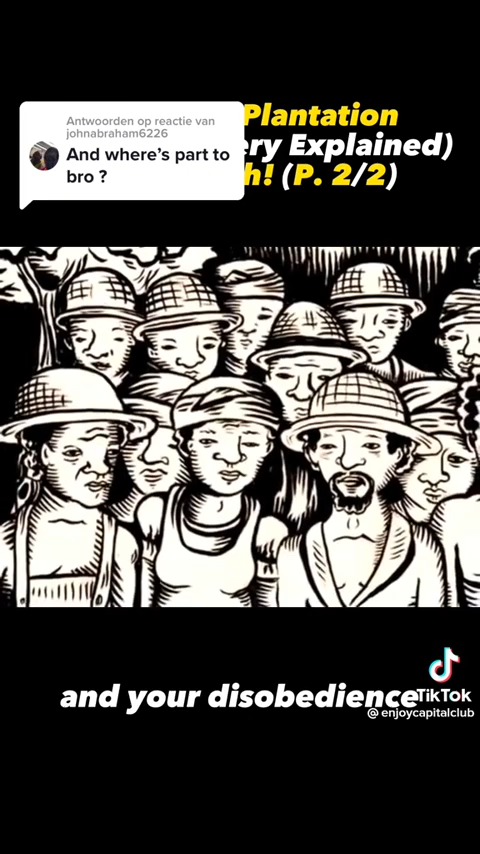 Antwoorden op reactie van
johnabraham6226
And where's part to
bro ?
Plantation
ery Explained)
h! (P. 2/2)
and your disobedience
TikTok
@ enjoycapitalclub